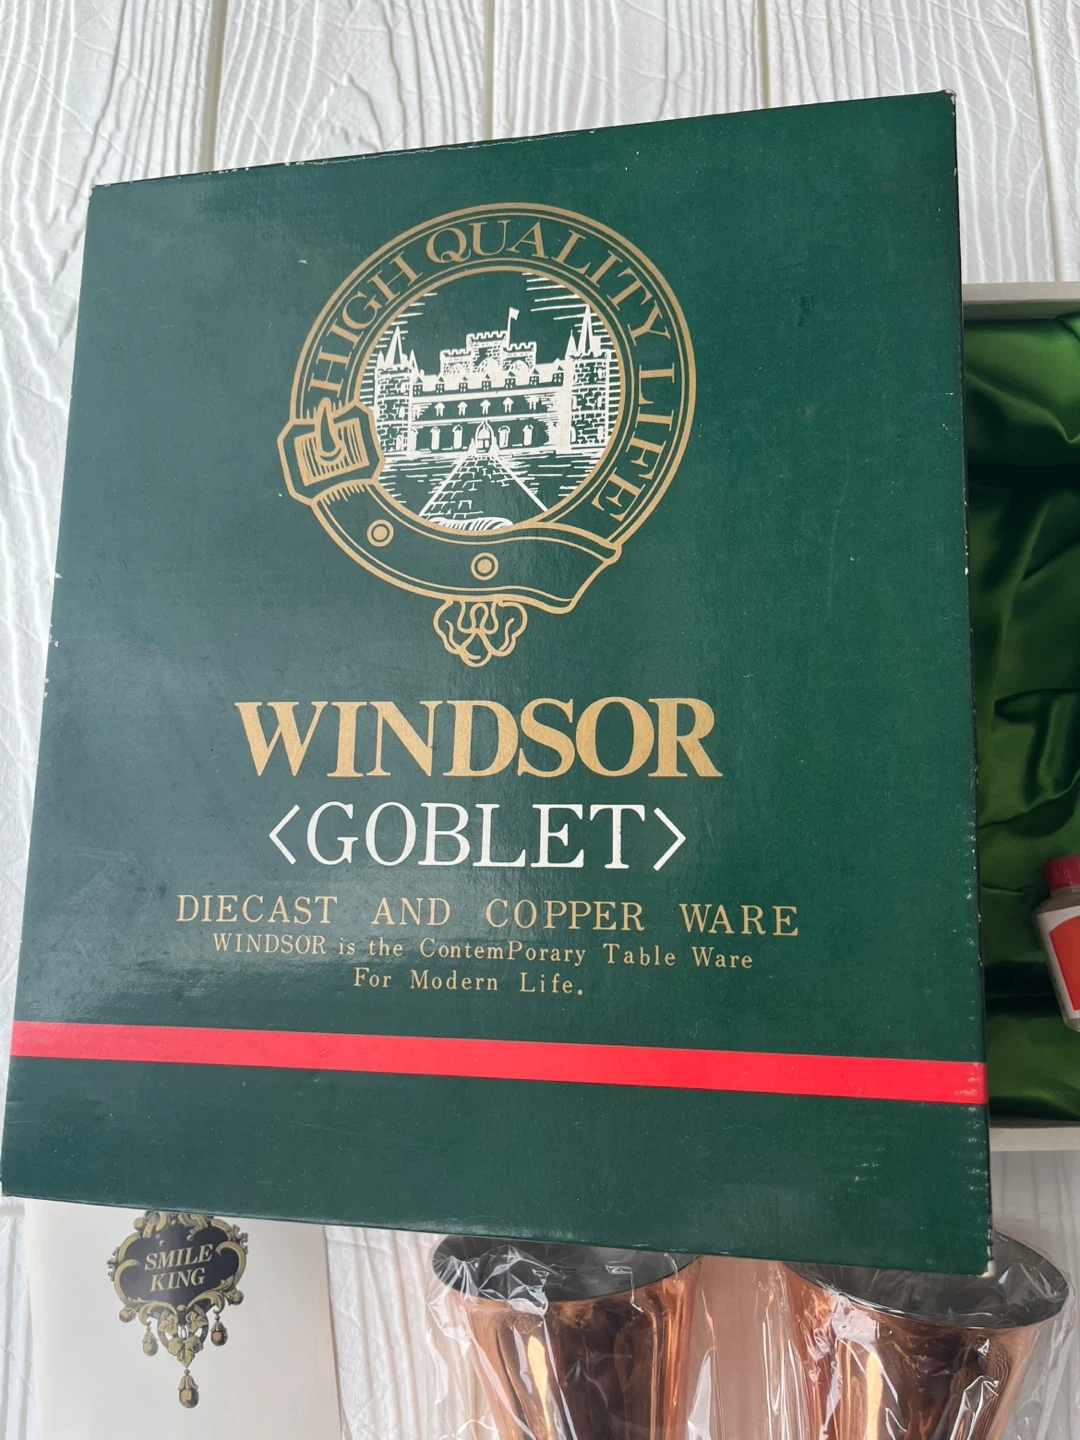 HIGH QUALITY LIFE
WINDSOR
<GOBLET>
DIECAST AND COPPER WARE
WINDSOR is the ContemPorary Table Ware
For Modern Life.
SMILE
KING